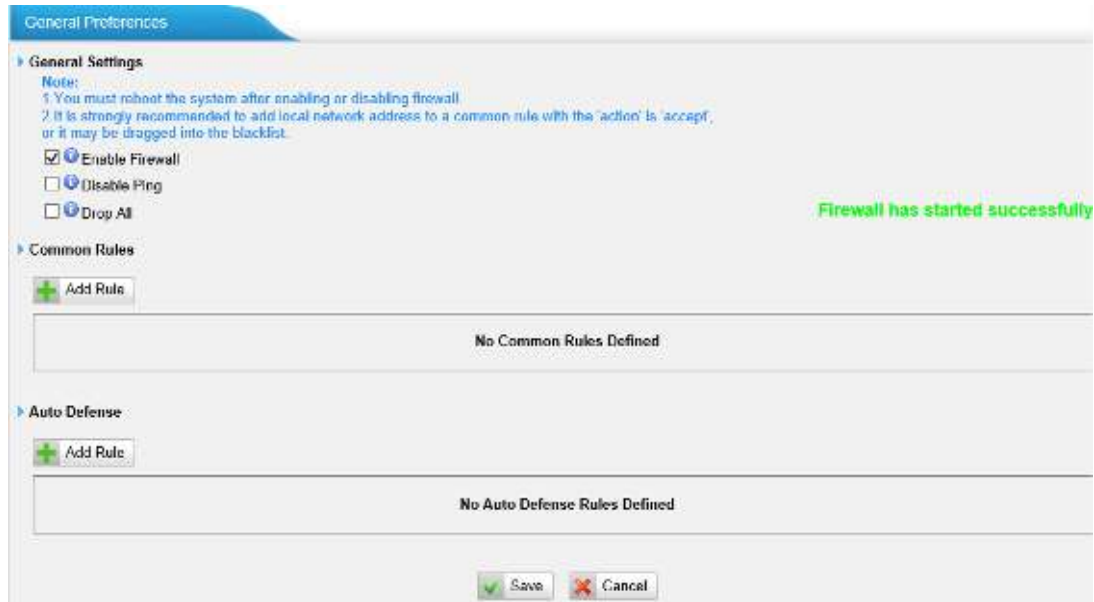 General Preferences
General Settings
Note:
1.You must reboot the system after enabling or disabling firewall
2.It is strongly recommended to add local network address to a common rule with the 'action' is 'accept',
or it may be dragged into the blacklist.
Enable Firewall
Disable Ping
Drop All
Firewall has started successfully
Common Rules
Add Rule
No Common Rules Defined
Auto Defense
Add Rule
No Auto Defense Rules Defined
Save Cancel